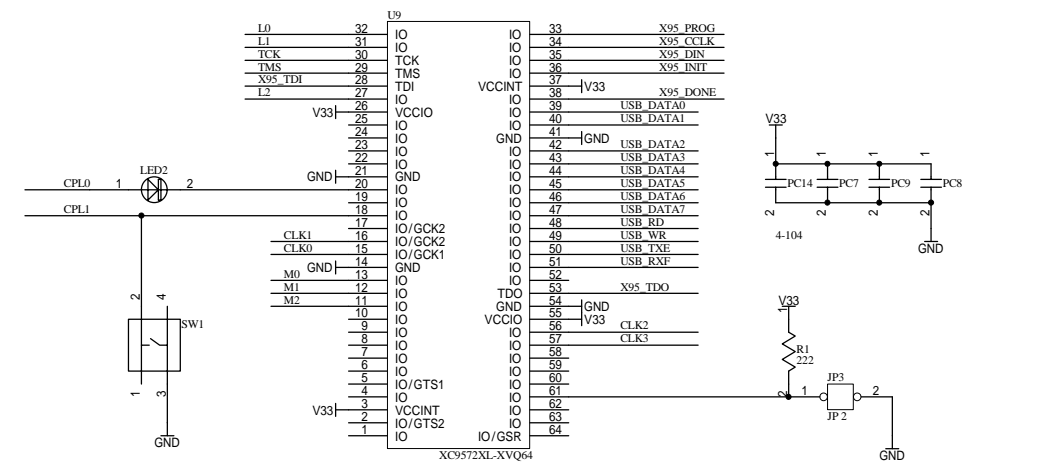 U9
L0 32 IO IO 33 X95_PROG
L1 31 IO IO 34 X95_CCLK
TCK 30 TCK IO 35 X95_DIN
TMS 29 TMS IO 36 X95_INIT
X95_TDI 28 TDI VCCINT 37 V33
L2 27 IO IO 38 X95_DONE
V33 26 VCCIO IO 39 USB_DATA0
25 IO IO 40 USB_DATA1
24 IO GND 41 GND
23 IO IO 42 USB_DATA2
22 IO IO 43 USB_DATA3
GND 21 GND IO 44 USB_DATA4
CPL0 1 LED2 2 20 IO IO 45 USB_DATA5
19 IO IO 46 USB_DATA6
CPL1 18 IO IO 47 USB_DATA7
17 IO/GCK2 IO 48 USB_RD
CLK1 16 IO/GCK2 IO 49 USB_WR
CLK0 15 IO/GCK1 IO 50 USB_TXE
GND 14 GND IO 51 USB_RXF
M0 13 IO IO 52
M1 12 IO TDO 53 X95_TDO
M2 11 IO GND 54 GND
10 IO VCCIO 55 V33
9 IO IO 56 CLK2
8 IO IO 57 CLK3
7 IO IO 58
6 IO IO 59
5 IO/GTS1 IO 60
4 IO IO 61
V33 3 VCCINT IO 62
2 IO/GTS2 IO 63
1 IO IO/GSR 64
XC9572XL-XVQ64
2 4
SW1
1 3
GND
V33
1 1 1 1
PC14 PC7 PC9 PC8
2 2 2 2
4-104
GND
V33
1
R1
222
2
JP3
1 2
JP2
GND